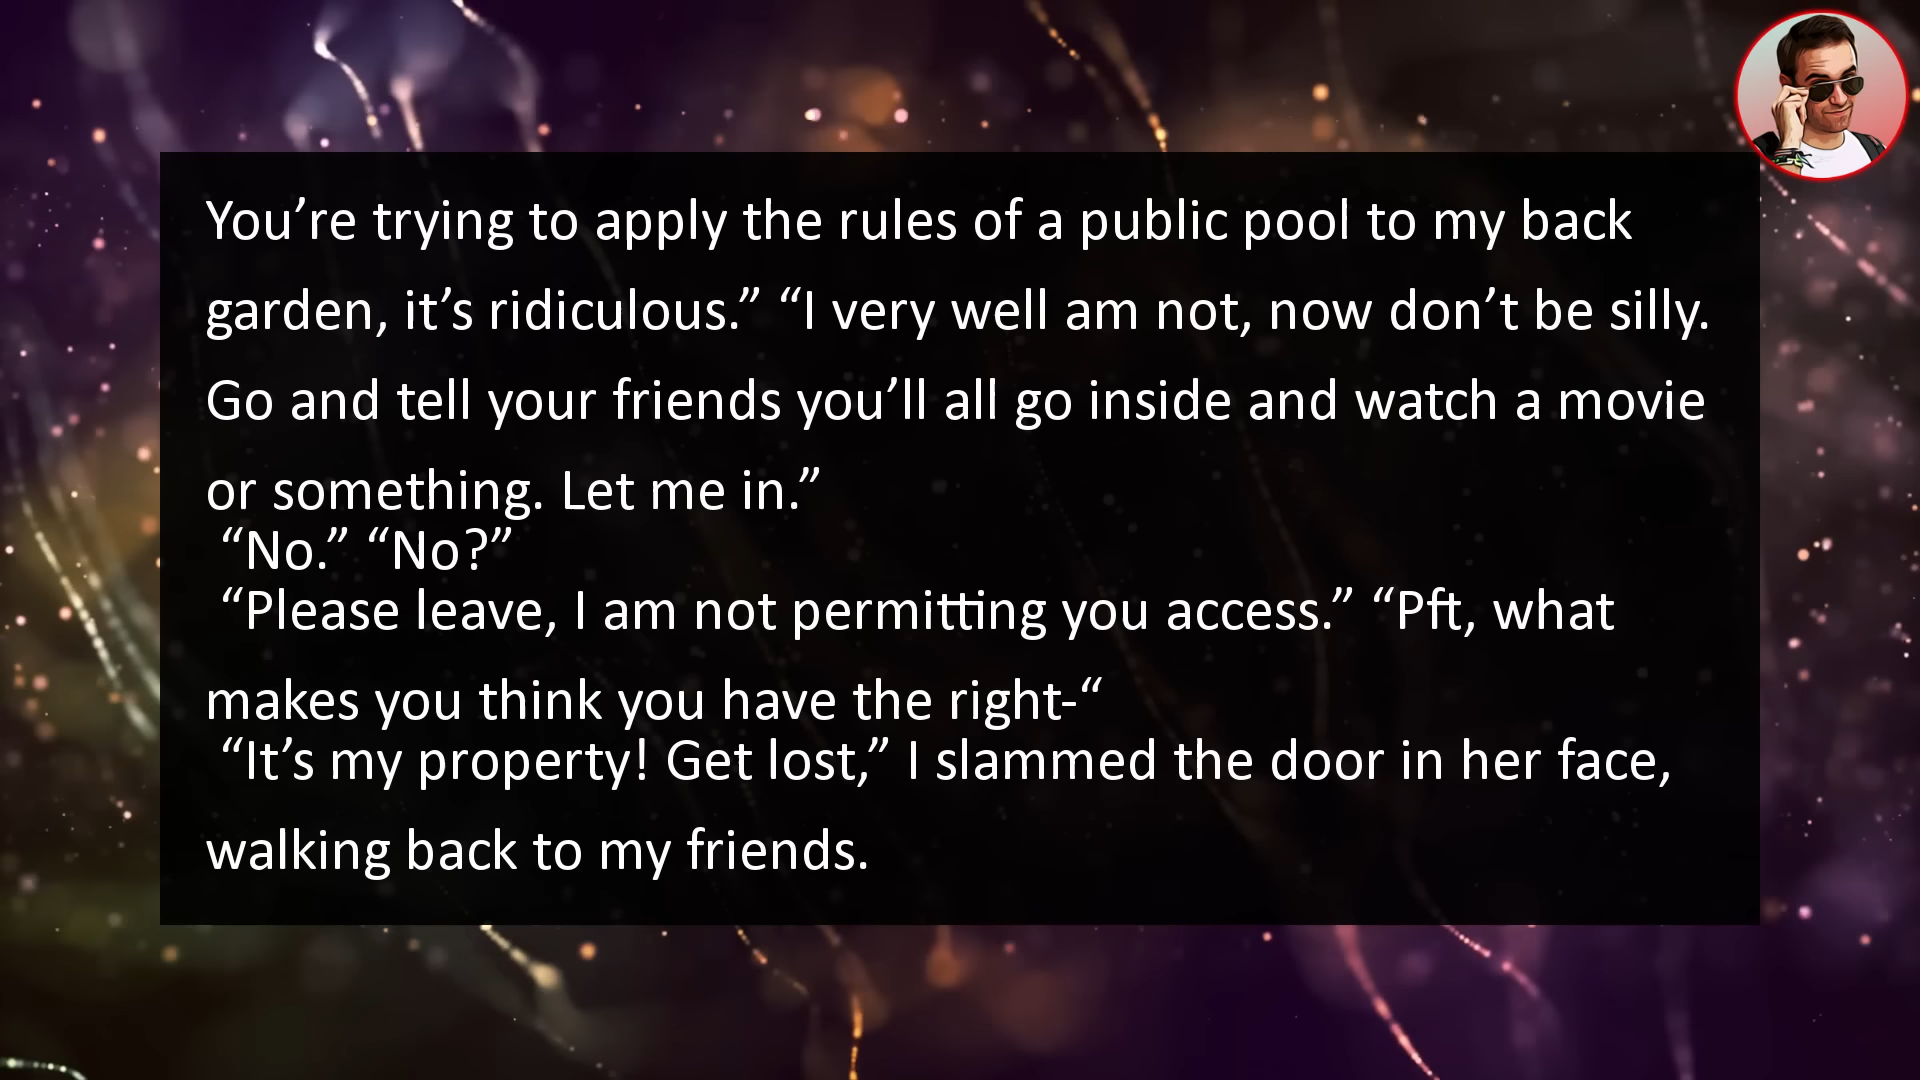 You’re trying to apply the rules of a public pool to my back
garden, it’s ridiculous.” “I very well am not, now don’t be silly.
Go and tell your friends you’ll all go inside and watch a movie
or something. Let me in.”
“No.” “No?”
“Please leave, I am not permitting you access.” “Pft, what
makes you think you have the right-“
“It’s my property! Get lost,” I slammed the door in her face,
walking back to my friends.